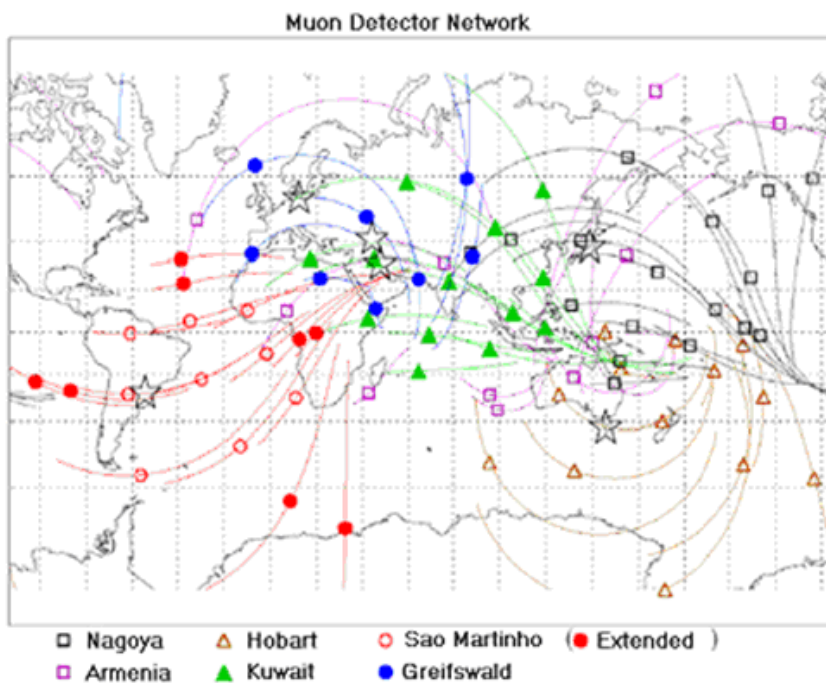 Muon Detector Network
Nagoya Hobart Sao Martinho ( Extended )
Armenia Kuwait Greifswald